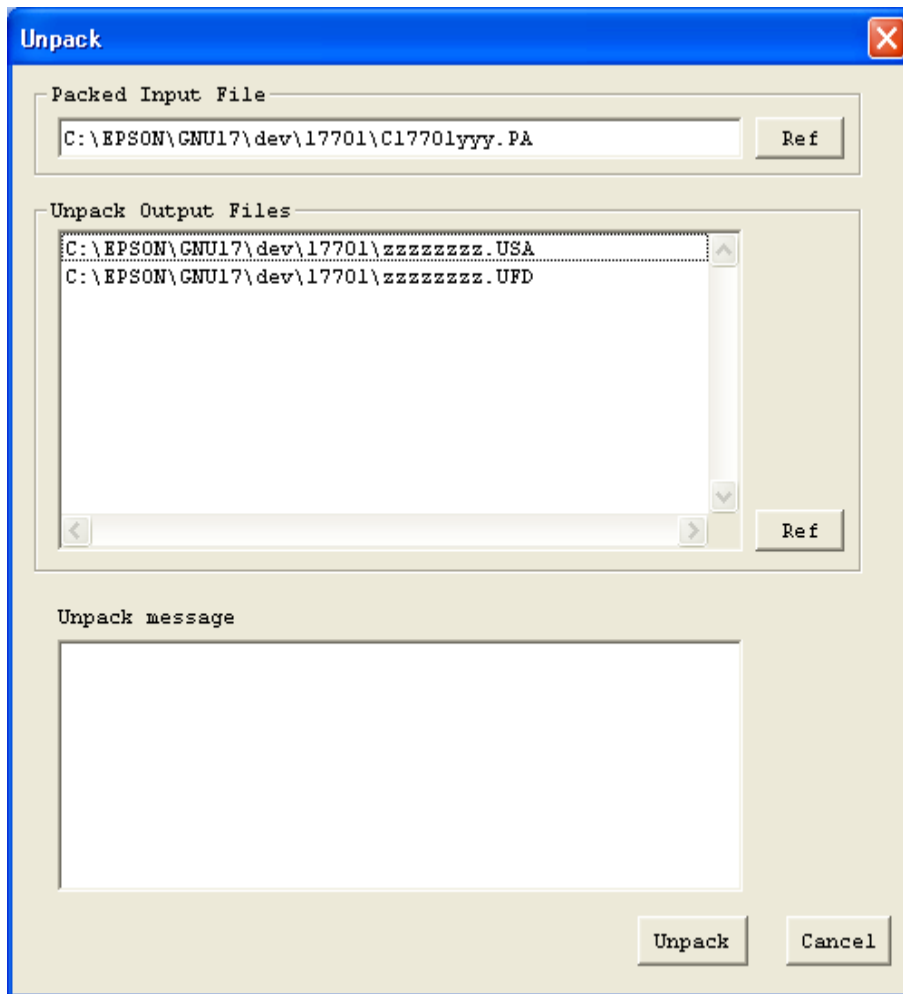 Unpack
Packed Input File
C:\EPSON\GNU17\dev\17701\C17701yyy.PA
Ref
Unpack Output Files
C:\EPSON\GNU17\dev\17701\zzzzzzzz.USA
C:\EPSON\GNU17\dev\17701\zzzzzzzz.UFD
Ref
Unpack message
Unpack
Cancel